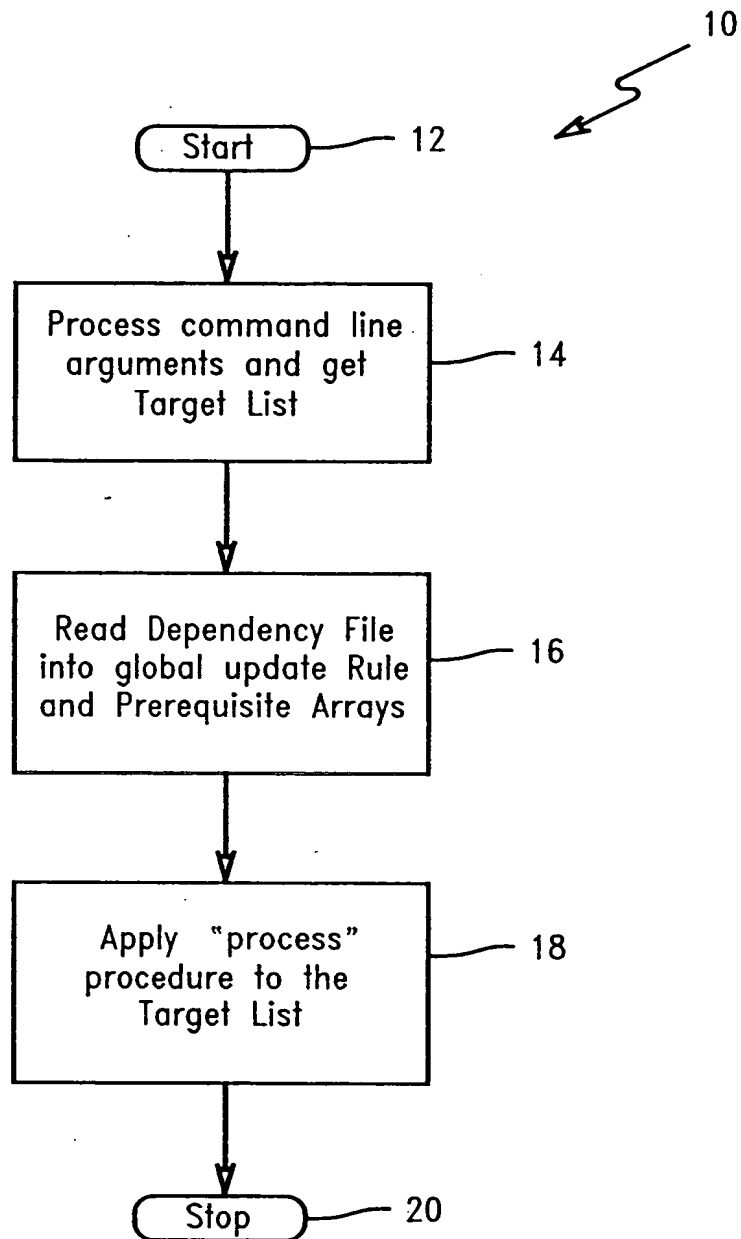 10
Start
12
Process command line
arguments and get
Target List
14
Read Dependency File
into global update Rule
and Prerequisite Arrays
16
Apply “process”
procedure to the
Target List
18
Stop
20